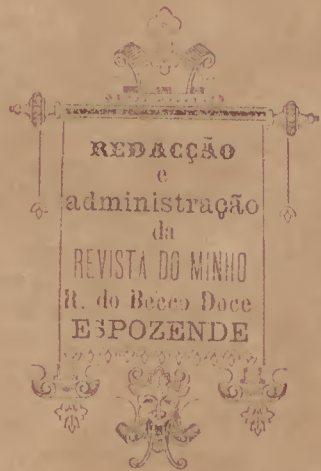 REDACÇÃO
e
administração
da
REVISTA DO MINHO
R. do Becco Doce
ESPOZENDE